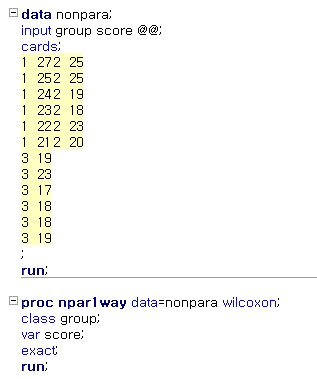 data nonpara;
input group score @@;
cards;
1 272 25
1 252 25
1 242 19
1 232 18
1 222 23
1 212 20
3 19
3 23
3 17
3 18
3 18
3 19
;
run;
proc npar1way data=nonpara wilcoxon;
class group;
var score;
exact;
run;